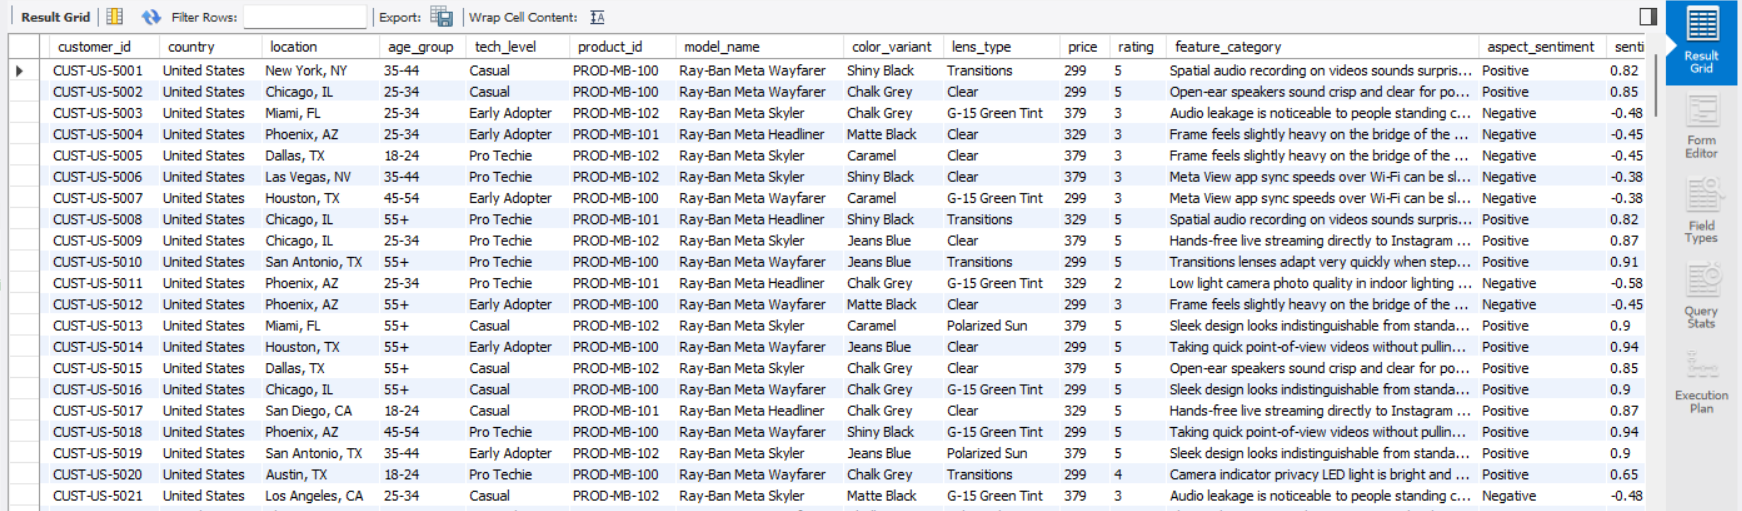 Result Grid Filter Rows: Export: Wrap Cell Content: IA
customer_id country location age_group tech_level product_id model_name color_variant lens_type price rating feature_category aspect_sentiment senti
CUST-US-5001 United States New York, NY 35-44 Casual PROD-MB-100 Ray-Ban Meta Wayfarer Shiny Black Transitions 299 5 Spatial audio recording on videos sounds surpris... Positive 0.82
CUST-US-5002 United States Chicago, IL 25-34 Casual PROD-MB-100 Ray-Ban Meta Wayfarer Chalk Grey Clear 299 5 Open-ear speakers sound crisp and clear for po... Positive 0.85
CUST-US-5003 United States Miami, FL 25-34 Early Adopter PROD-MB-102 Ray-Ban Meta Skyler Chalk Grey G-15 Green Tint 379 3 Audio leakage is noticeable to people standing c... Negative -0.48
CUST-US-5004 United States Phoenix, AZ 25-34 Early Adopter PROD-MB-101 Ray-Ban Meta Headliner Matte Black Clear 329 3 Frame feels slightly heavy on the bridge of the ... Negative -0.45
CUST-US-5005 United States Dallas, TX 18-24 Pro Techie PROD-MB-102 Ray-Ban Meta Skyler Caramel Clear 379 3 Frame feels slightly heavy on the bridge of the ... Negative -0.45
CUST-US-5006 United States Las Vegas, NV 35-44 Pro Techie PROD-MB-102 Ray-Ban Meta Skyler Shiny Black Clear 379 3 Meta View app sync speeds over Wi-Fi can be sl... Negative -0.38
CUST-US-5007 United States Houston, TX 45-54 Early Adopter PROD-MB-100 Ray-Ban Meta Wayfarer Caramel G-15 Green Tint 299 3 Meta View app sync speeds over Wi-Fi can be sl... Negative -0.38
CUST-US-5008 United States Chicago, IL 55+ Pro Techie PROD-MB-101 Ray-Ban Meta Headliner Shiny Black Transitions 329 5 Spatial audio recording on videos sounds surpris... Positive 0.82
CUST-US-5009 United States Chicago, IL 25-34 Pro Techie PROD-MB-102 Ray-Ban Meta Skyler Jeans Blue Clear 379 5 Hands-free live streaming directly to Instagram ... Positive 0.87
CUST-US-5010 United States San Antonio, TX 55+ Pro Techie PROD-MB-100 Ray-Ban Meta Wayfarer Jeans Blue Transitions 299 5 Transitions lenses adapt very quickly when step... Positive 0.91
CUST-US-5011 United States Phoenix, AZ 25-34 Pro Techie PROD-MB-101 Ray-Ban Meta Headliner Chalk Grey G-15 Green Tint 329 2 Low light camera photo quality in indoor lighting ... Negative -0.58
CUST-US-5012 United States Phoenix, AZ 55+ Early Adopter PROD-MB-100 Ray-Ban Meta Wayfarer Matte Black Clear 299 3 Frame feels slightly heavy on the bridge of the ... Negative -0.45
CUST-US-5013 United States Miami, FL 55+ Casual PROD-MB-102 Ray-Ban Meta Skyler Caramel Polarized Sun 379 5 Sleek design looks indistinguishable from standa... Positive 0.9
CUST-US-5014 United States Houston, TX 55+ Early Adopter PROD-MB-100 Ray-Ban Meta Wayfarer Jeans Blue Clear 299 5 Taking quick point-of-view videos without pullin... Positive 0.94
CUST-US-5015 United States Dallas, TX 55+ Casual PROD-MB-102 Ray-Ban Meta Skyler Chalk Grey Clear 379 5 Open-ear speakers sound crisp and clear for po... Positive 0.85
CUST-US-5016 United States Chicago, IL 55+ Casual PROD-MB-100 Ray-Ban Meta Wayfarer Chalk Grey G-15 Green Tint 299 5 Sleek design looks indistinguishable from standa... Positive 0.9
CUST-US-5017 United States San Diego, CA 18-24 Casual PROD-MB-101 Ray-Ban Meta Headliner Chalk Grey Clear 329 5 Hands-free live streaming directly to Instagram ... Positive 0.87
CUST-US-5018 United States Phoenix, AZ 45-54 Pro Techie PROD-MB-100 Ray-Ban Meta Wayfarer Shiny Black G-15 Green Tint 299 5 Taking quick point-of-view videos without pullin... Positive 0.94
CUST-US-5019 United States San Antonio, TX 35-44 Early Adopter PROD-MB-102 Ray-Ban Meta Skyler Jeans Blue Polarized Sun 379 5 Sleek design looks indistinguishable from standa... Positive 0.9
CUST-US-5020 United States Austin, TX 18-24 Pro Techie PROD-MB-100 Ray-Ban Meta Wayfarer Chalk Grey Transitions 299 4 Camera indicator privacy LED light is bright and ... Positive 0.65
CUST-US-5021 United States Los Angeles, CA 25-34 Casual PROD-MB-102 Ray-Ban Meta Skyler Matte Black G-15 Green Tint 379 3 Audio leakage is noticeable to people standing c... Negative -0.48
Result
Grid
Form
Editor
Field
Types
Query
Stats
Execution
Plan